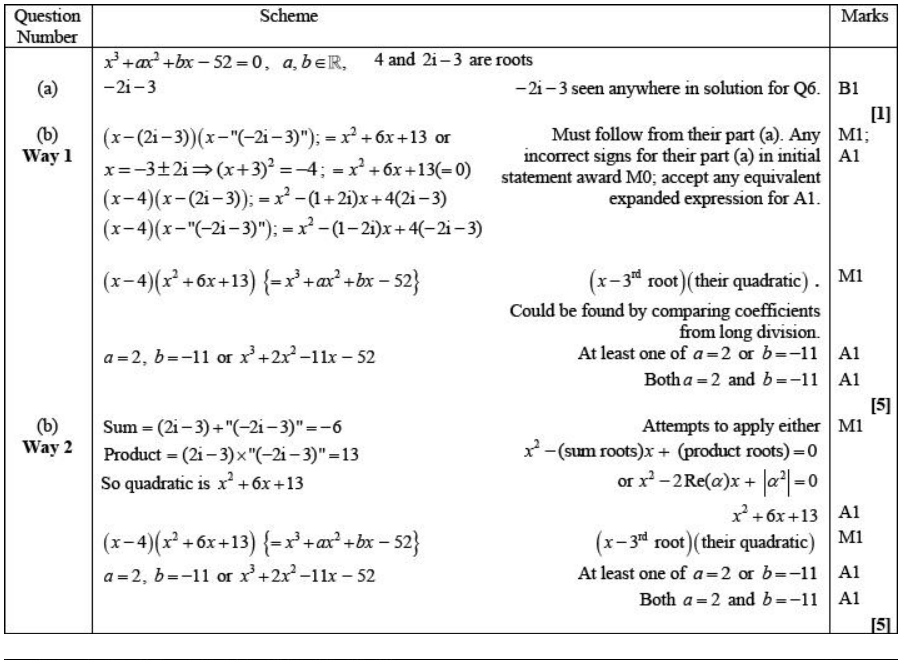 Question Number Scheme Marks
x³ + ax² + bx − 52 = 0, a, b ∈ ℝ, 4 and 2i − 3 are roots
(a) −2i − 3 −2i − 3 seen anywhere in solution for Q6. B1
[1]
(b) (x − (2i − 3))(x − "(−2i − 3)"); = x² + 6x + 13 or Must follow from their part (a). Any M1;
Way 1 x = −3 ± 2i ⇒ (x + 3)² = −4; = x² + 6x + 13(= 0) incorrect signs for their part (a) in initial A1
(x − 4)(x − (2i − 3)); = x² − (1 + 2i)x + 4(2i − 3) statement award M0; accept any equivalent
(x − 4)(x − "(−2i − 3)"); = x² − (1 − 2i)x + 4(−2i − 3) expanded expression for A1.
(x − 4)(x² + 6x + 13) {= x³ + ax² + bx − 52} (x − 3rd root)(their quadratic). M1
Could be found by comparing coefficients
from long division.
a = 2, b = −11 or x³ + 2x² − 11x − 52 At least one of a = 2 or b = −11 A1
Both a = 2 and b = −11 A1
[5]
(b) Sum = (2i − 3) + "(−2i − 3)" = −6 Attempts to apply either M1
Way 2 Product = (2i − 3) × "(−2i − 3)" = 13 x² − (sum roots)x + (product roots) = 0
So quadratic is x² + 6x + 13 or x² − 2Re(α)x + |α²| = 0
x² + 6x + 13 A1
(x − 4)(x² + 6x + 13) {= x³ + ax² + bx − 52} (x − 3rd root)(their quadratic) M1
a = 2, b = −11 or x³ + 2x² − 11x − 52 At least one of a = 2 or b = −11 A1
Both a = 2 and b = −11 A1
[5]